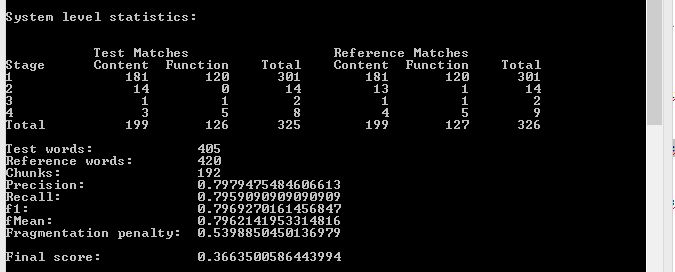 System level statistics:
Test Matches Reference Matches
Stage Content Function Total Content Function Total
1 181 120 301 181 120 301
2 14 0 14 13 1 14
3 1 1 2 1 1 2
4 3 5 8 4 5 9
Total 199 126 325 199 127 326
Test words: 405
Reference words: 420
Chunks: 192
Precision: 0.7979475484606613
Recall: 0.7959090909090909
f1: 0.7969270161456847
fMean: 0.7962141953314816
Fragmentation penalty: 0.5398850450136979
Final score: 0.3663500586443994